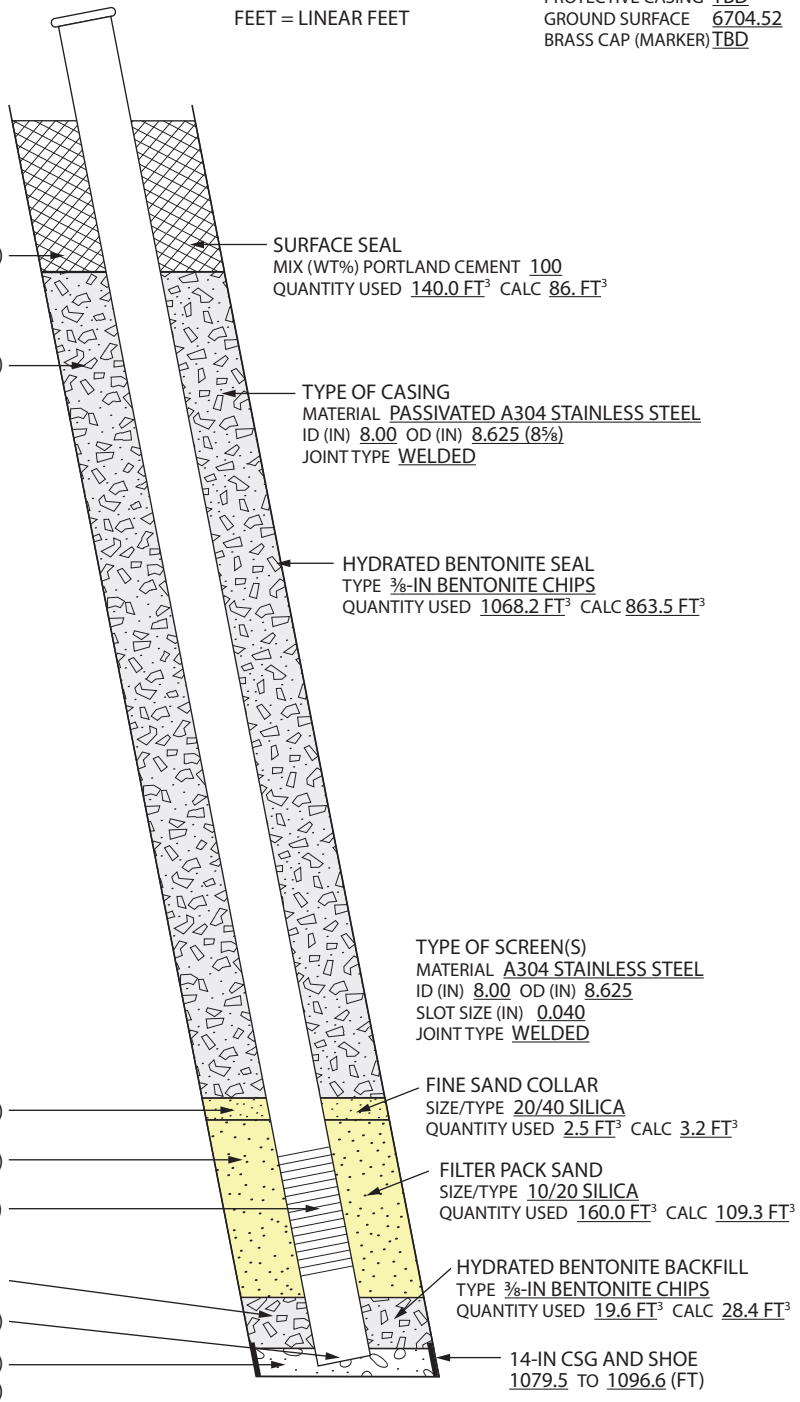 FEET = LINEAR FEET
PROTECTIVE CASING TBD
GROUND SURFACE 6704.52
BRASS CAP (MARKER) TBD
SURFACE SEAL
MIX (WT%) PORTLAND CEMENT 100
QUANTITY USED 140.0 FT³ CALC 86. FT³
TYPE OF CASING
MATERIAL PASSIVATED A304 STAINLESS STEEL
ID (IN) 8.00 OD (IN) 8.625 (8⅝)
JOINT TYPE WELDED
HYDRATED BENTONITE SEAL
TYPE ⅜-IN BENTONITE CHIPS
QUANTITY USED 1068.2 FT³ CALC 863.5 FT³
TYPE OF SCREEN(S)
MATERIAL A304 STAINLESS STEEL
ID (IN) 8.00 OD (IN) 8.625
SLOT SIZE (IN) 0.040
JOINT TYPE WELDED
FINE SAND COLLAR
SIZE/TYPE 20/40 SILICA
QUANTITY USED 2.5 FT³ CALC 3.2 FT³
FILTER PACK SAND
SIZE/TYPE 10/20 SILICA
QUANTITY USED 160.0 FT³ CALC 109.3 FT³
HYDRATED BENTONITE BACKFILL
TYPE ⅜-IN BENTONITE CHIPS
QUANTITY USED 19.6 FT³ CALC 28.4 FT³
14-IN CSG AND SHOE
1079.5 TO 1096.6 (FT)